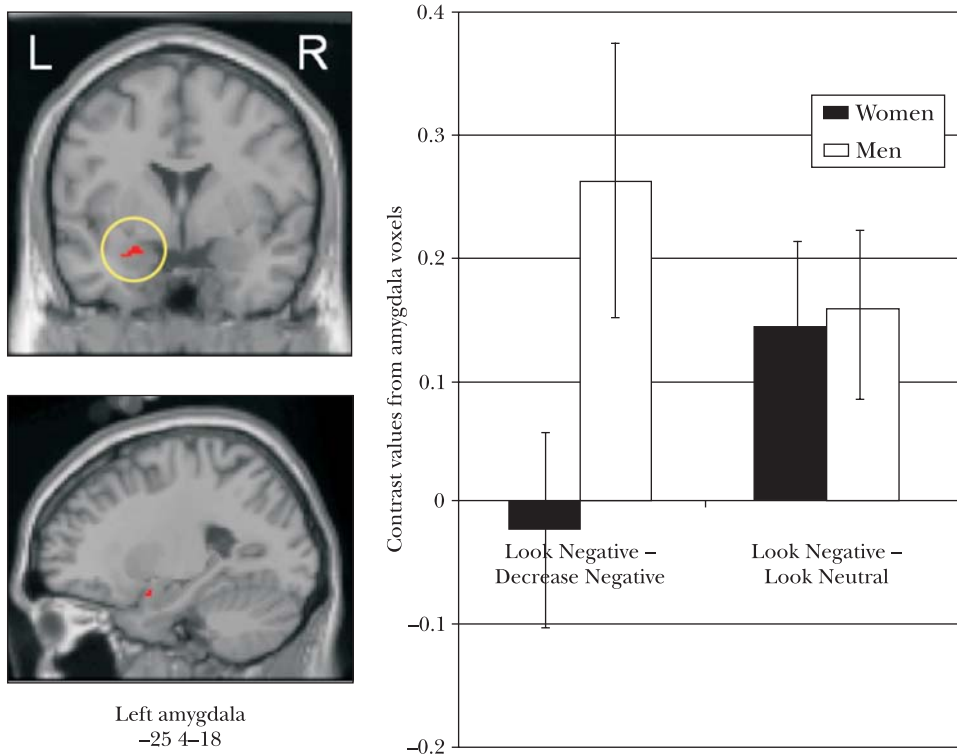 L
R
Left amygdala
–25 4–18
Contrast values from amygdala voxels
0.4
0.3
0.2
0.1
0
–0.1
–0.2
Women
Men
Look Negative –
Decrease Negative
Look Negative –
Look Neutral